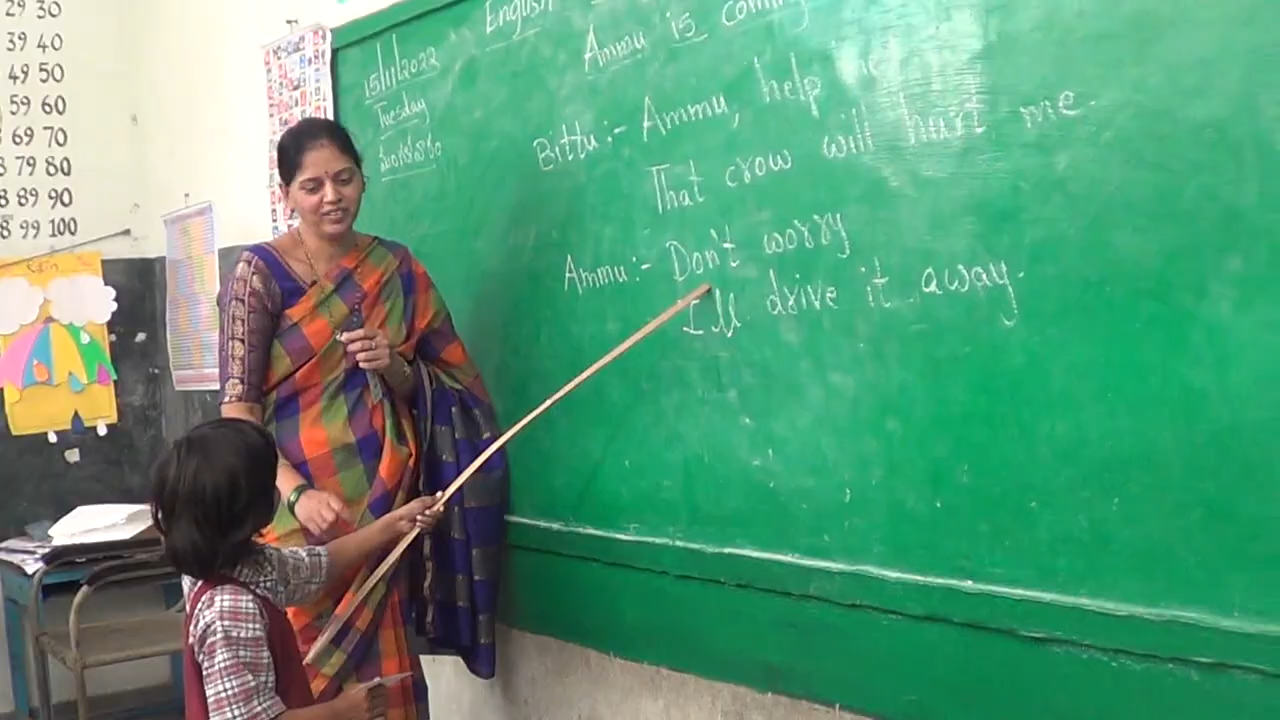 29 30
39 40
49 50
59 60
69 70
79 80
89 90
99 100
Rain
15/11/2022
Tuesday
ಮಂಗಳವಾರ
English
Ammu is coming
Bittu:- Ammu, help me
That crow will hurt me.
Ammu:- Don't worry
I'll drive it away.